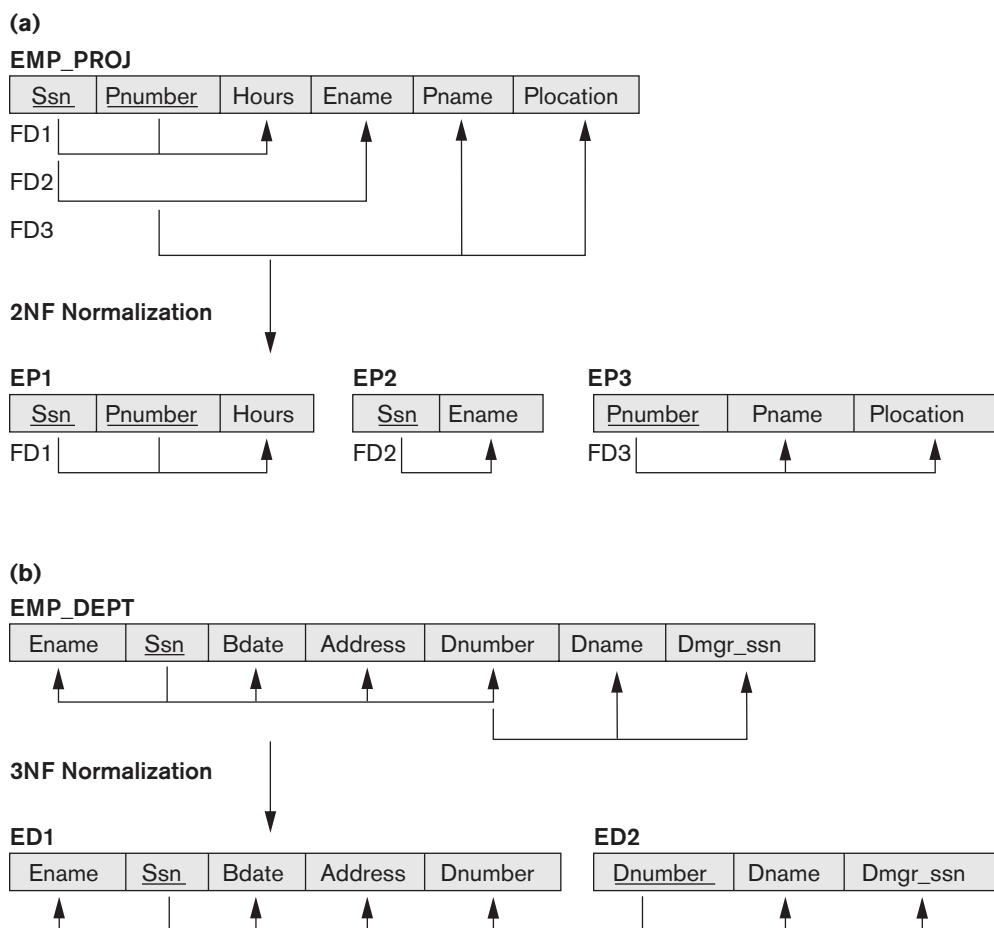 (a)
EMP_PROJ
Ssn Pnumber Hours Ename Pname Plocation
FD1
FD2
FD3
2NF Normalization
EP1
Ssn Pnumber Hours
FD1
EP2
Ssn Ename
FD2
EP3
Pnumber Pname Plocation
FD3
(b)
EMP_DEPT
Ename Ssn Bdate Address Dnumber Dname Dmgr_ssn
3NF Normalization
ED1
Ename Ssn Bdate Address Dnumber
ED2
Dnumber Dname Dmgr_ssn